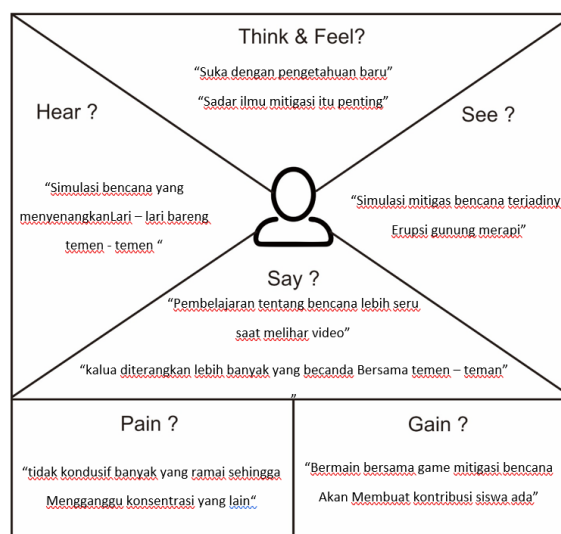 Think & Feel?
“Suka dengan pengetahuan baru”
“Sadar ilmu mitigasi itu penting”
Hear ?
“Simulasi bencana yang
menyenangkanLari – lari bareng
temen - temen “
See ?
“Simulasi mitigas bencana terjadiny
Erupsi gunung merapi”
Say ?
“Pembelajaran tentang bencana lebih seru
saat melihar video”
“kalua diterangkan lebih banyak yang becanda Bersama temen – teman”
”
Pain ?
“tidak kondusif banyak yang ramai sehingga
Mengganggu konsentrasi yang lain“
Gain ?
“Bermain bersama game mitigasi bencana
Akan Membuat kontribusi siswa ada”